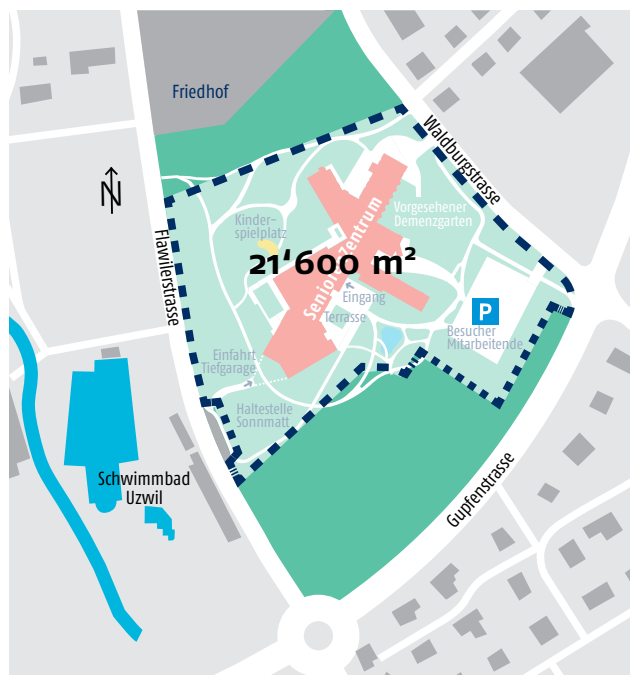 Friedhof
Waldburgstrasse
N
Vorgesehener
Demenzgarten
Kinder-
spielplatz
Flawilerstrasse
Seniorenzentrum
21‘600 m²
Eingang
Terrasse
P
Besucher
Mitarbeitende
Einfahrt
Tiefgarage
Haltestelle
Sonnmatt
Schwimmbad
Uzwil
Gupfenstrasse